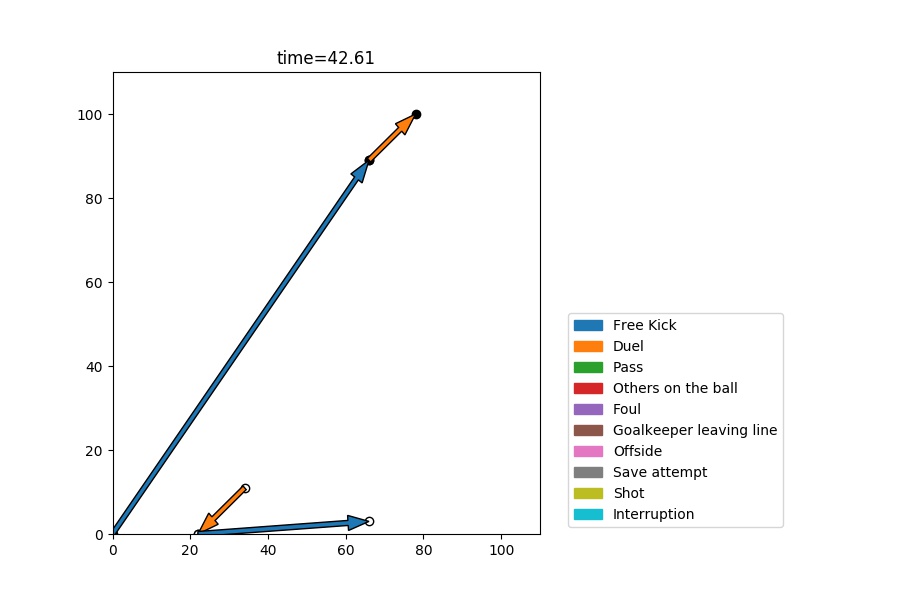 time=42.61
100
80
60
40
20
0
0 20 40 60 80 100
Free Kick
Duel
Pass
Others on the ball
Foul
Goalkeeper leaving line
Offside
Save attempt
Shot
Interruption